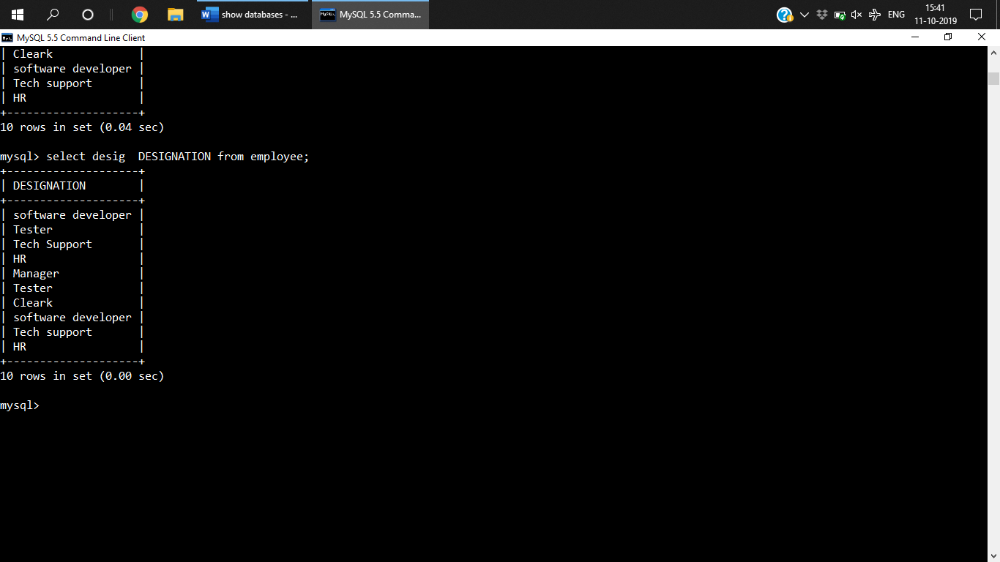 show databases - ...
MySQL 5.5 Comma...
ENG
15:41
11-10-2019
MySQL 5.5 Command Line Client
| Cleark             |
| software developer |
| Tech support       |
| HR                 |
+--------------------+
10 rows in set (0.04 sec)
mysql> select desig  DESIGNATION from employee;
+--------------------+
| DESIGNATION        |
+--------------------+
| software developer |
| Tester             |
| Tech Support       |
| HR                 |
| Manager            |
| Tester             |
| Cleark             |
| software developer |
| Tech support       |
| HR                 |
+--------------------+
10 rows in set (0.00 sec)
mysql>